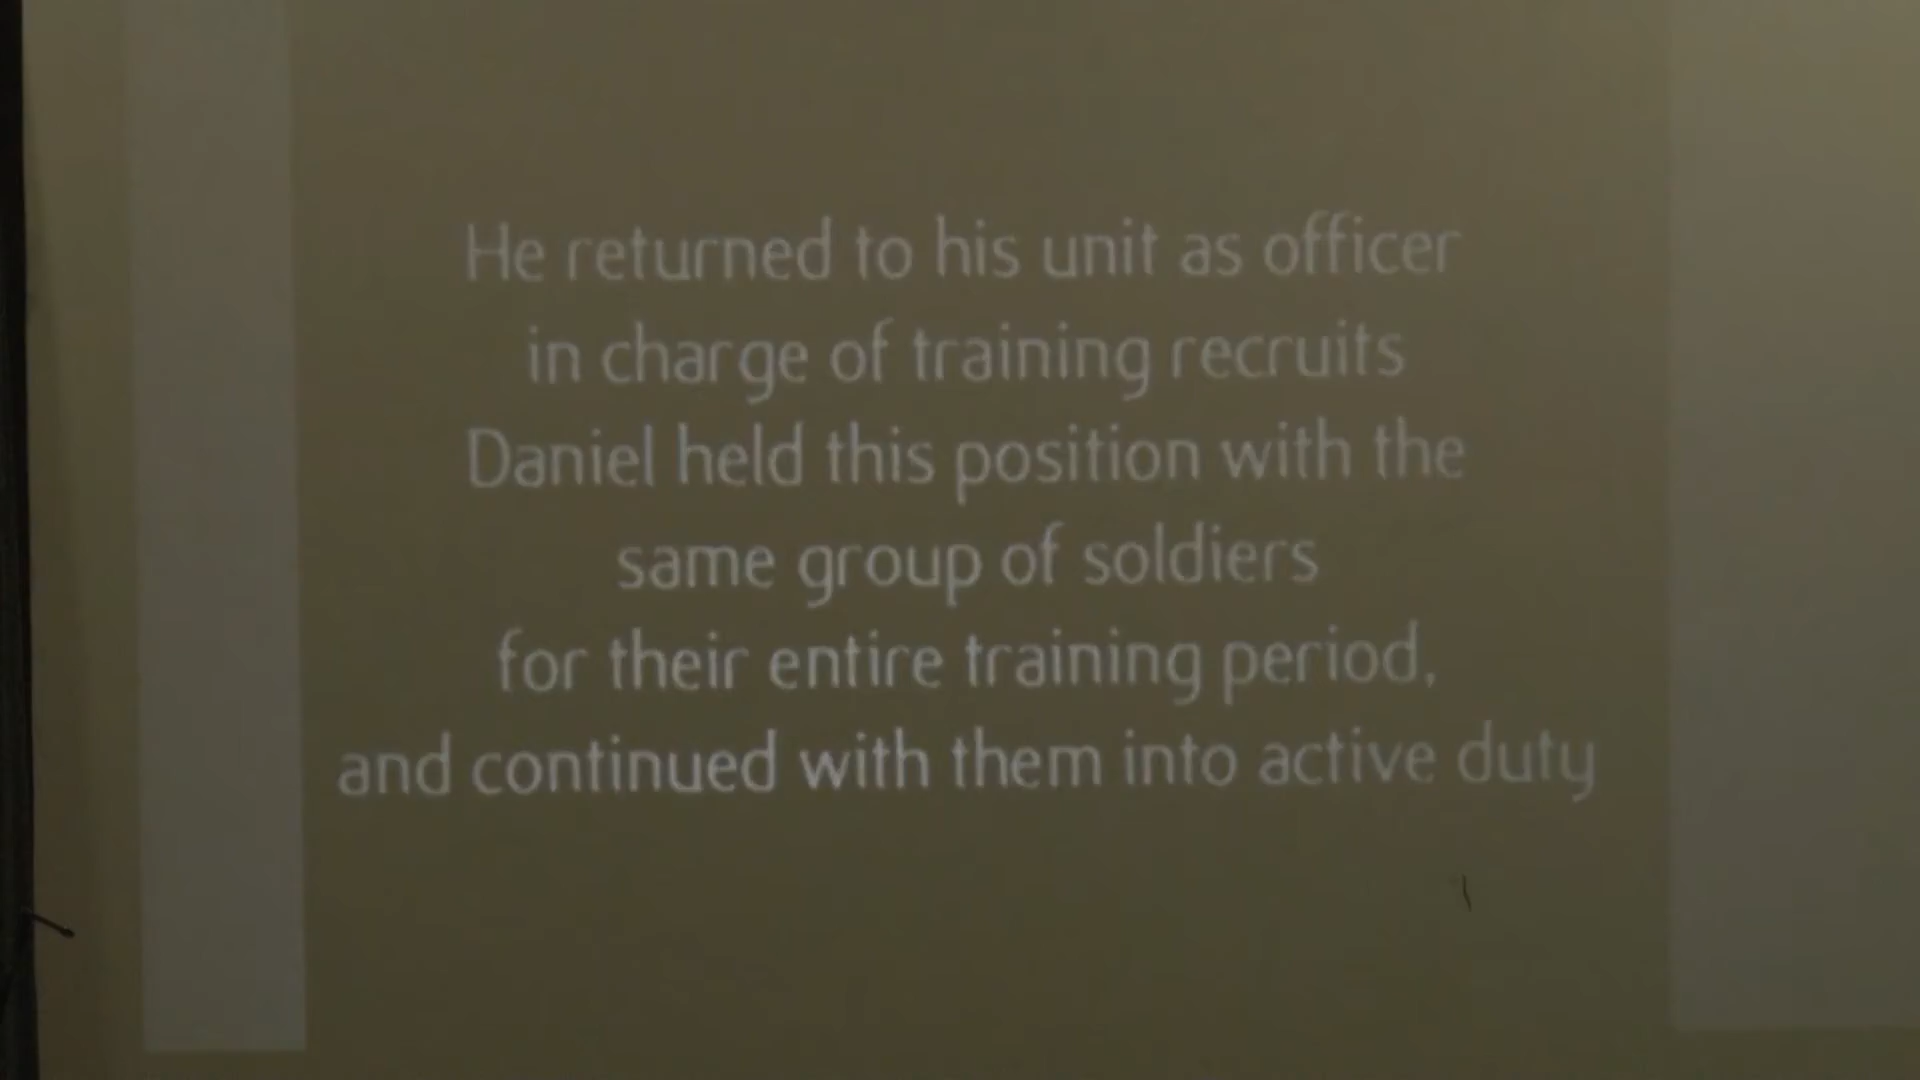 He returned to his unit as officer
in charge of training recruits
Daniel held this position with the
same group of soldiers
for their entire training period,
and continued with them into active duty